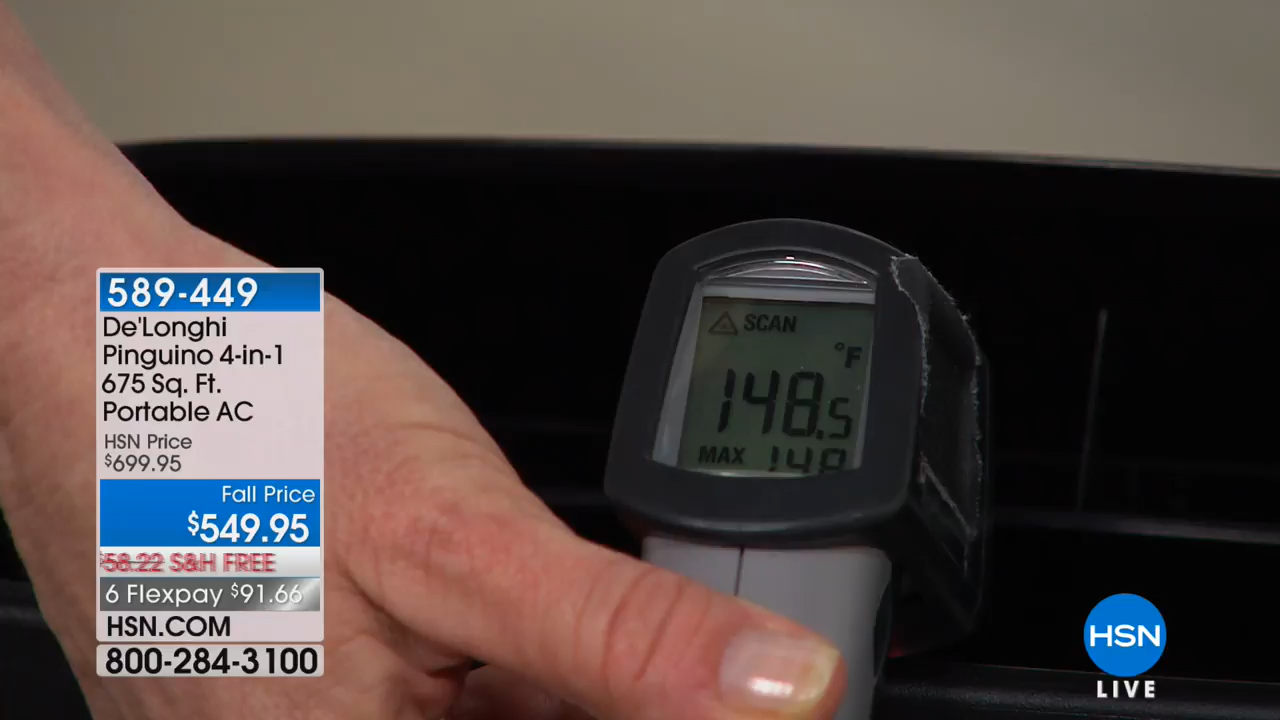 589-449
De'Longhi
Pinguino 4-in-1
675 Sq. Ft.
Portable AC
HSN Price
$699.95
Fall Price
$549.95
$58.22 S&H FREE
6 Flexpay $91.66
HSN.COM
800-284-3100
SCAN
°F
148.5
MAX 148
HSN
LIVE